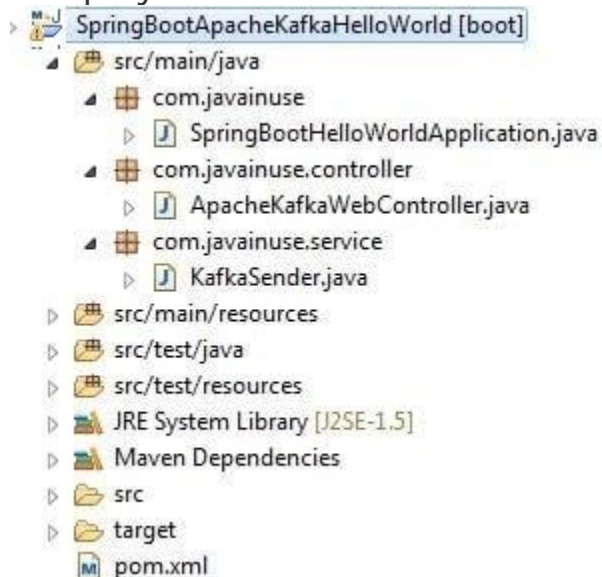 SpringBootApacheKafkaHelloWorld [boot]
src/main/java
com.javainuse
SpringBootHelloWorldApplication.java
com.javainuse.controller
ApacheKafkaWebController.java
com.javainuse.service
KafkaSender.java
src/main/resources
src/test/java
src/test/resources
JRE System Library [J2SE-1.5]
Maven Dependencies
src
target
pom.xml